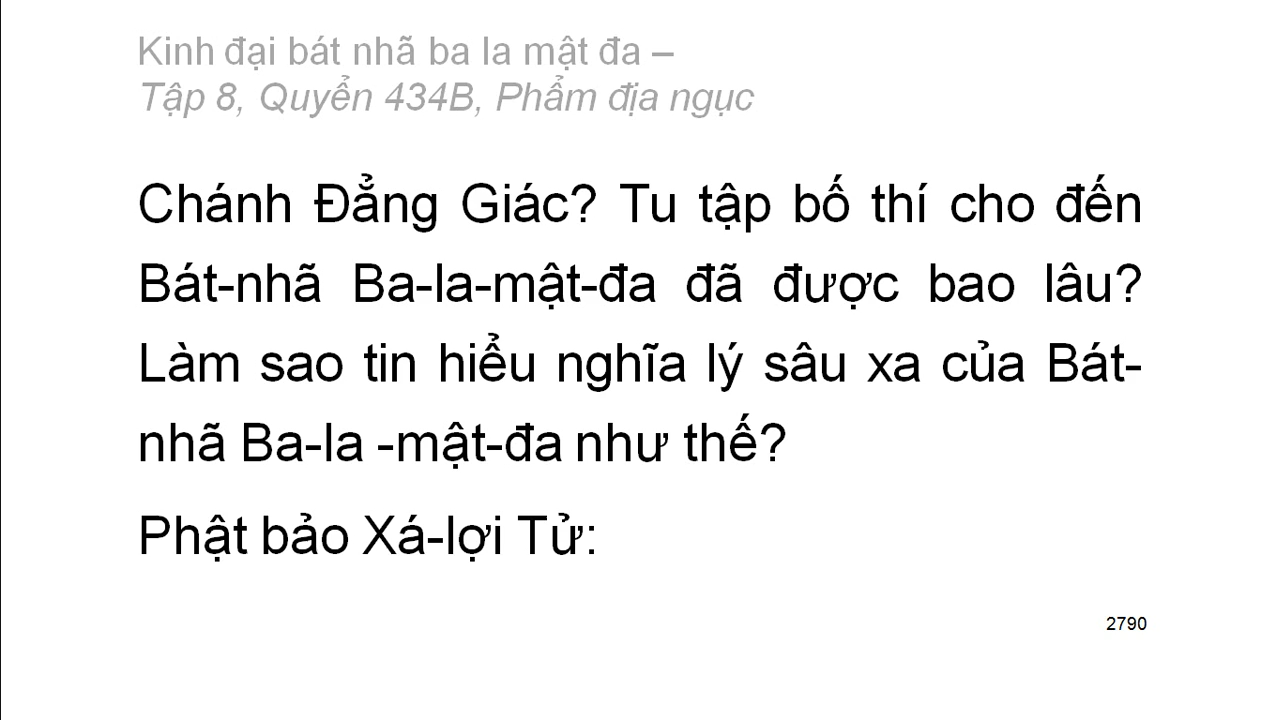 Kinh đại bát nhã ba la mật đa –
Tập 8, Quyển 434B, Phẩm địa ngục
Chánh Đẳng Giác? Tu tập bố thí cho đến
Bát-nhã Ba-la-mật-đa đã được bao lâu?
Làm sao tin hiểu nghĩa lý sâu xa của Bát-
nhã Ba-la -mật-đa như thế?
Phật bảo Xá-lợi Tử:
2790